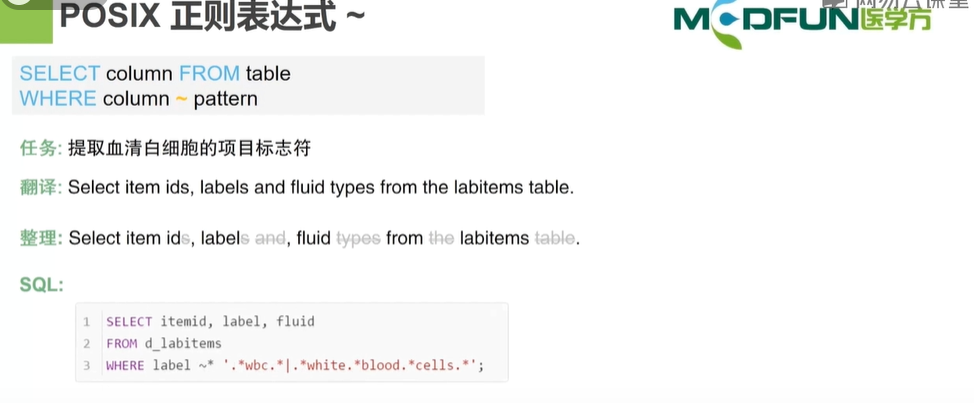 POSIX 正则表达式 ~
MEDFUN医学方
SELECT column FROM table
WHERE column ~ pattern
任务: 提取血清白细胞的项目标志符
翻译: Select item ids, labels and fluid types from the labitems table.
整理: Select item ids, labels and, fluid types from the labitems table.
SQL:
1 SELECT itemid, label, fluid
2 FROM d_labitems
3 WHERE label ~* '.*wbc.*|.*white.*blood.*cells.*';